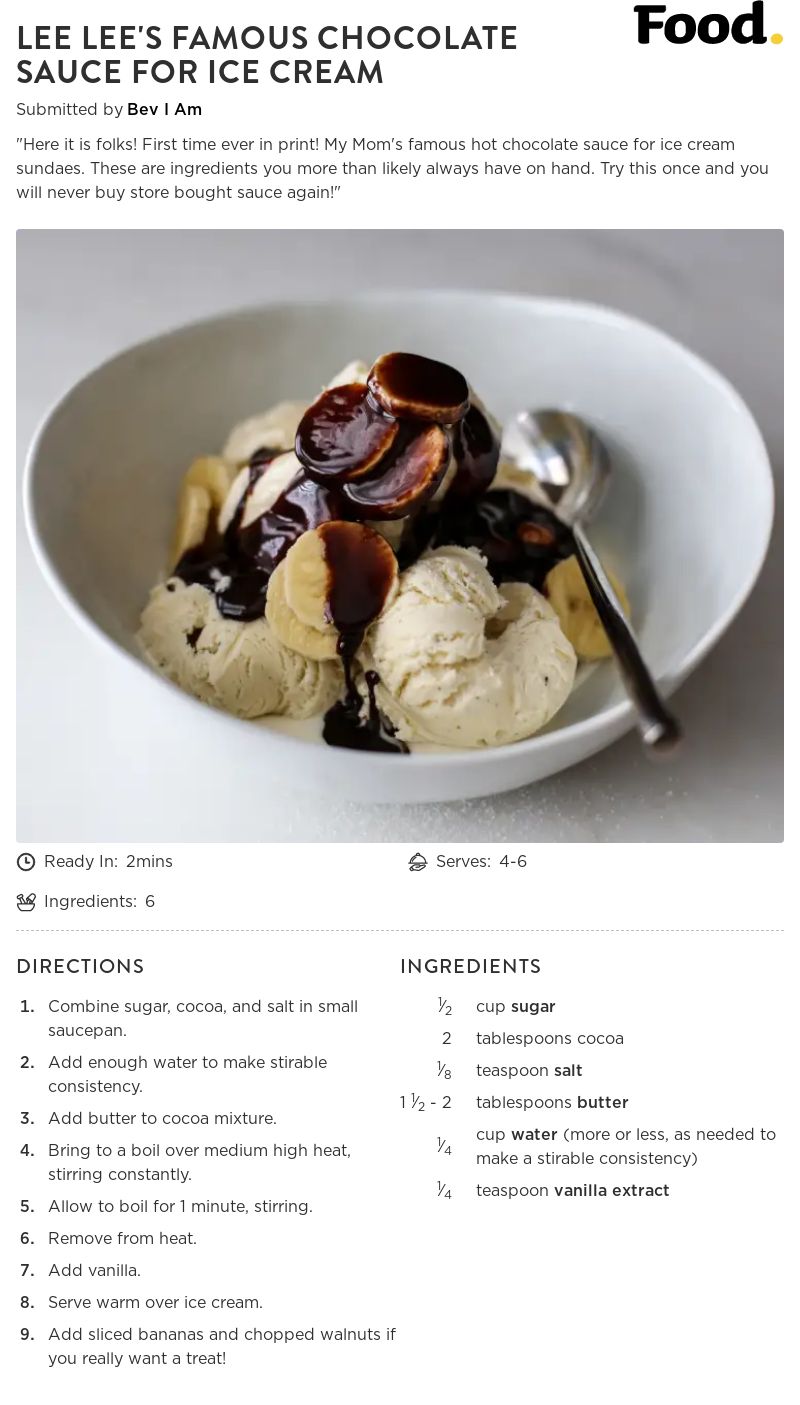 LEE LEE'S FAMOUS CHOCOLATE
SAUCE FOR ICE CREAM
Food.
Submitted by Bev I Am
"Here it is folks! First time ever in print! My Mom's famous hot chocolate sauce for ice cream
sundaes. These are ingredients you more than likely always have on hand. Try this once and you
will never buy store bought sauce again!"
Ready In: 2mins
Serves: 4-6
Ingredients: 6
DIRECTIONS
1. Combine sugar, cocoa, and salt in small
saucepan.
2. Add enough water to make stirable
consistency.
3. Add butter to cocoa mixture.
4. Bring to a boil over medium high heat,
stirring constantly.
5. Allow to boil for 1 minute, stirring.
6. Remove from heat.
7. Add vanilla.
8. Serve warm over ice cream.
9. Add sliced bananas and chopped walnuts if
you really want a treat!
INGREDIENTS
1⁄2 cup sugar
2 tablespoons cocoa
1⁄8 teaspoon salt
1 1⁄2 - 2 tablespoons butter
1⁄4 cup water (more or less, as needed to
make a stirable consistency)
1⁄4 teaspoon vanilla extract